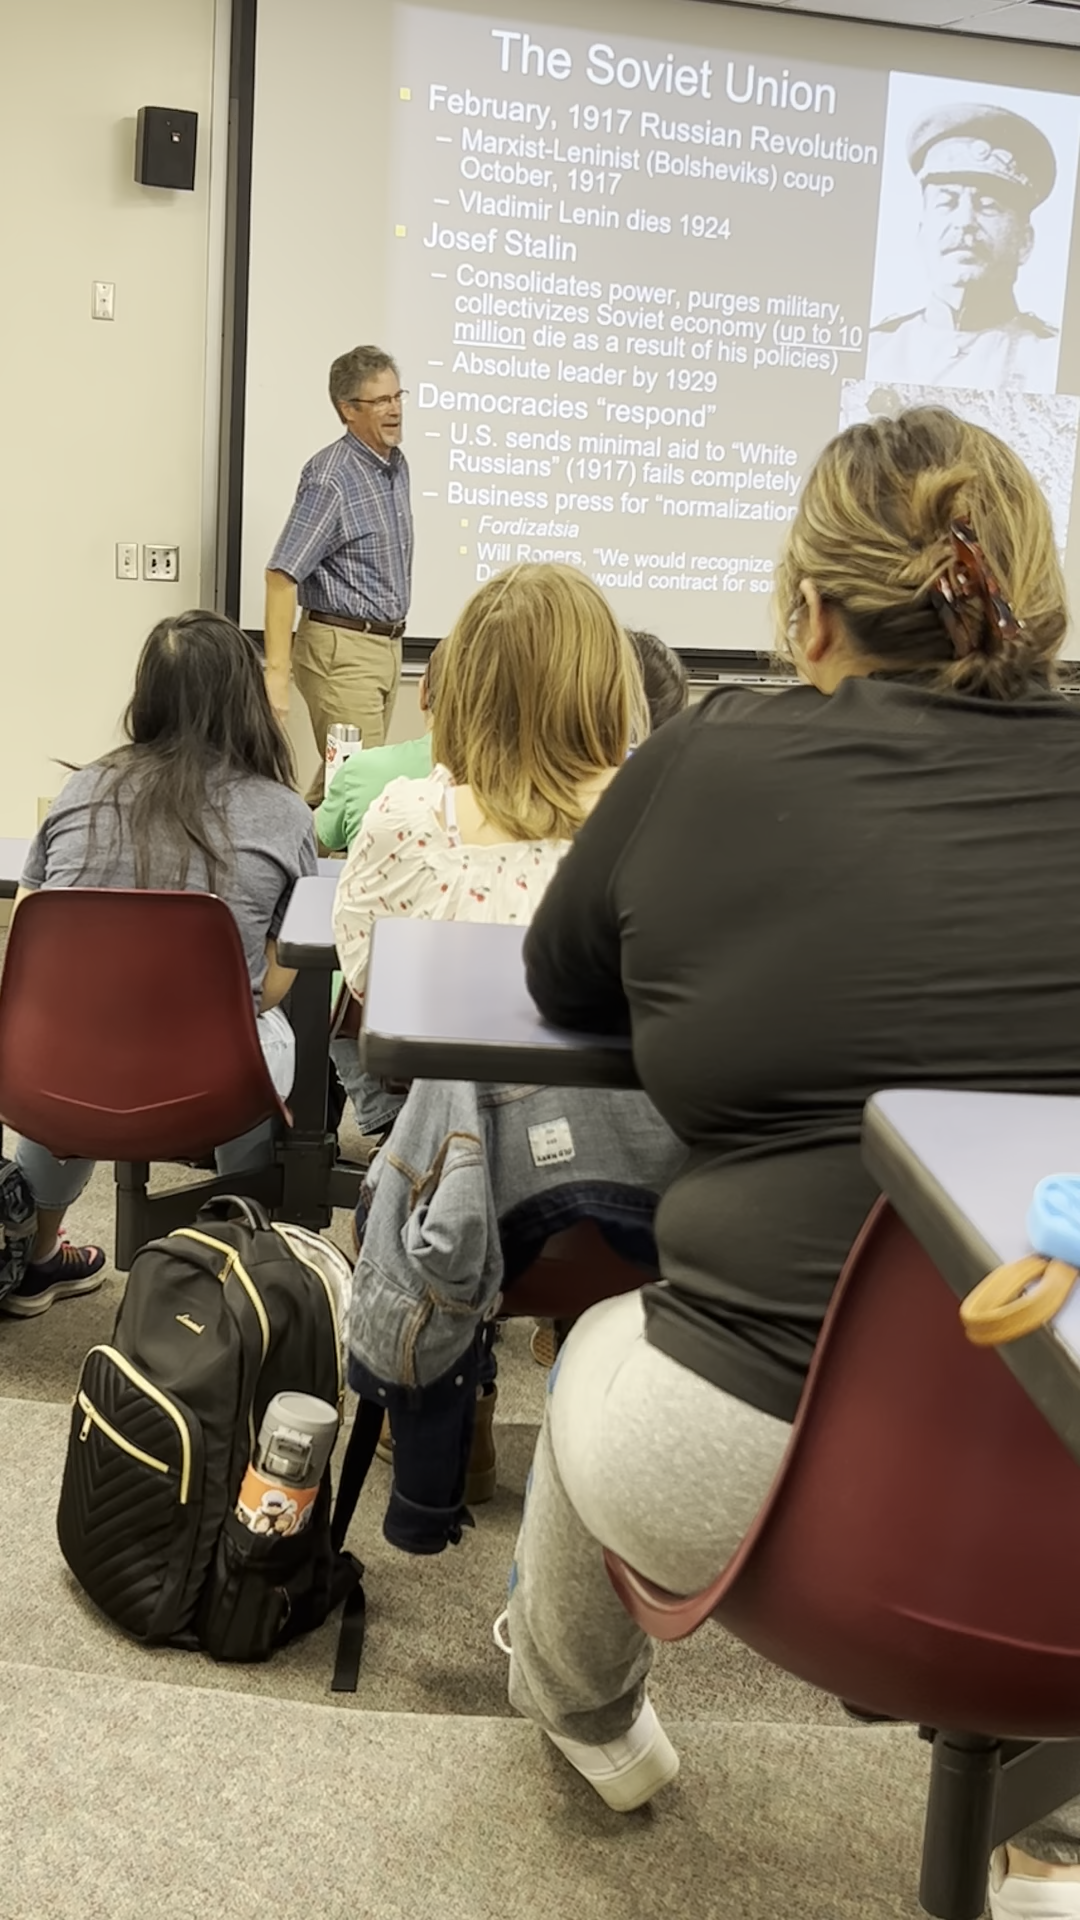 The Soviet Union
February, 1917 Russian Revolution
– Marxist-Leninist (Bolsheviks) coup
October, 1917
– Vladimir Lenin dies 1924
Josef Stalin
– Consolidates power, purges military,
collectivizes Soviet economy (up to 10
million die as a result of his policies)
– Absolute leader by 1929
Democracies “respond”
– U.S. sends minimal aid to “White
Russians” (1917) fails completely
– Business press for “normalization
Fordizatsia
Will Rogers, “We would recognize
would contract for